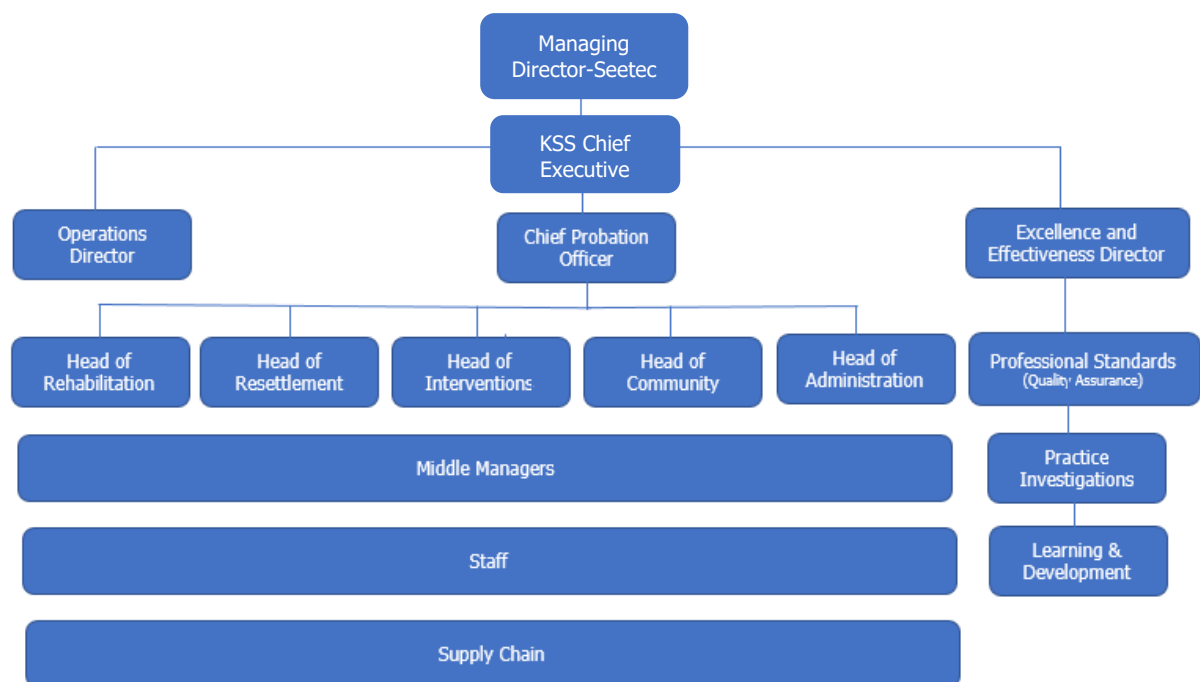 Managing
Director-Seetec
KSS Chief
Executive
Operations
Director
Chief Probation
Officer
Excellence and
Effectiveness Director
Head of
Rehabilitation
Head of
Resettlement
Head of
Interventions
Head of
Community
Head of
Administration
Professional Standards
(Quality Assurance)
Middle Managers
Practice
Investigations
Staff
Learning &
Development
Supply Chain